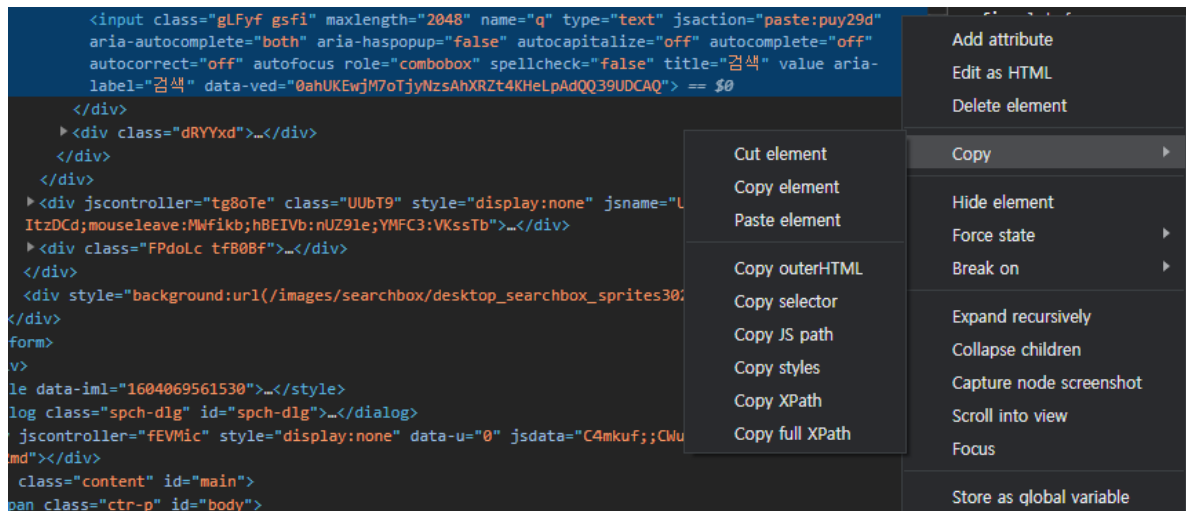 <input class="gLFyf gsfi" maxlength="2048" name="q" type="text" jsaction="paste:puy29d"
aria-autocomplete="both" aria-haspopup="false" autocapitalize="off" autocomplete="off"
autocorrect="off" autofocus role="combobox" spellcheck="false" title="검색" value aria-
label="검색" data-ved="0ahUKEwjM7oTjyNzsAhXRZt4KHeLpAdQQ39UDCAQ"> == $0
</div>
▶<div class="dRYYxd">…</div>
</div>
</div>
▶<div jscontroller="tg8oTe" class="UUbT9" style="display:none" jsname="U
ItzDCd;mouseleave:MWfikb;hBEIVb:nUZ9le;YMFC3:VKssTb">…</div>
▶<div class="FPdoLc tfB0Bf">…</div>
</div>
<div style="background:url(/images/searchbox/desktop_searchbox_sprites302
</div>
form>
v>
le data-iml="1604069561530">…</style>
log class="spch-dlg" id="spch-dlg">…</dialog>
jscontroller="fEVMic" style="display:none" data-u="0" jsdata="C4mkuf;;CWu
md"></div>
class="content" id="main">
pan class="ctr-p" id="body">
Cut element
Copy element
Paste element
Copy outerHTML
Copy selector
Copy JS path
Copy styles
Copy XPath
Copy full XPath
Add attribute
Edit as HTML
Delete element
Copy
Hide element
Force state
Break on
Expand recursively
Collapse children
Capture node screenshot
Scroll into view
Focus
Store as global variable